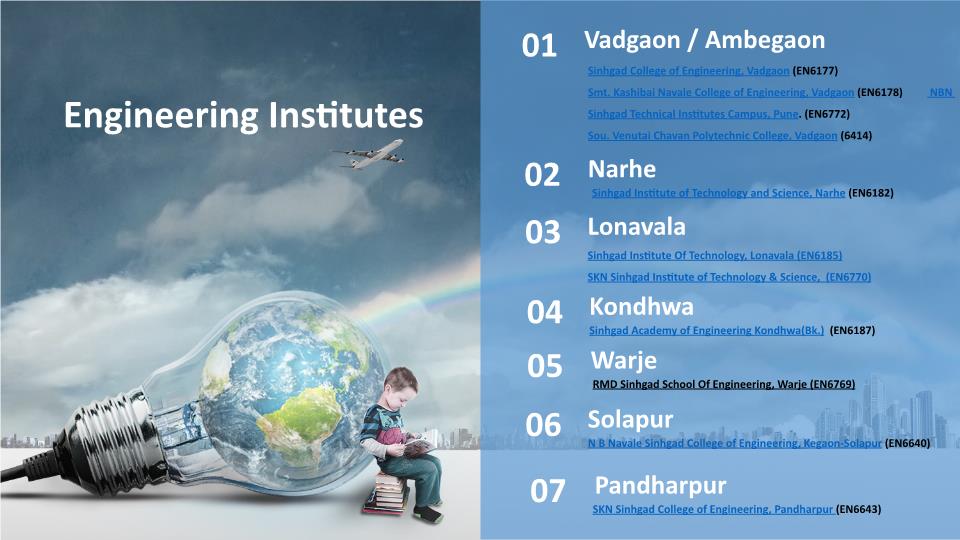 Engineering Institutes
01 Vadgaon / Ambegaon
Sinhgad College of Engineering, Vadgaon (EN6177)
Smt. Kashibai Navale College of Engineering, Vadgaon (EN6178) NBN
Sinhgad Technical Institutes Campus, Pune. (EN6772)
Sou. Venutai Chavan Polytechnic College, Vadgaon (6414)
02 Narhe
Sinhgad Institute of Technology and Science, Narhe (EN6182)
03 Lonavala
Sinhgad Institute Of Technology, Lonavala (EN6185)
SKN Sinhgad Institute of Technology & Science, (EN6770)
04 Kondhwa
Sinhgad Academy of Engineering Kondhwa(Bk.) (EN6187)
05 Warje
RMD Sinhgad School Of Engineering, Warje (EN6769)
06 Solapur
N B Navale Sinhgad College of Engineering, Kegaon-Solapur (EN6640)
07 Pandharpur
SKN Sinhgad College of Engineering, Pandharpur (EN6643)